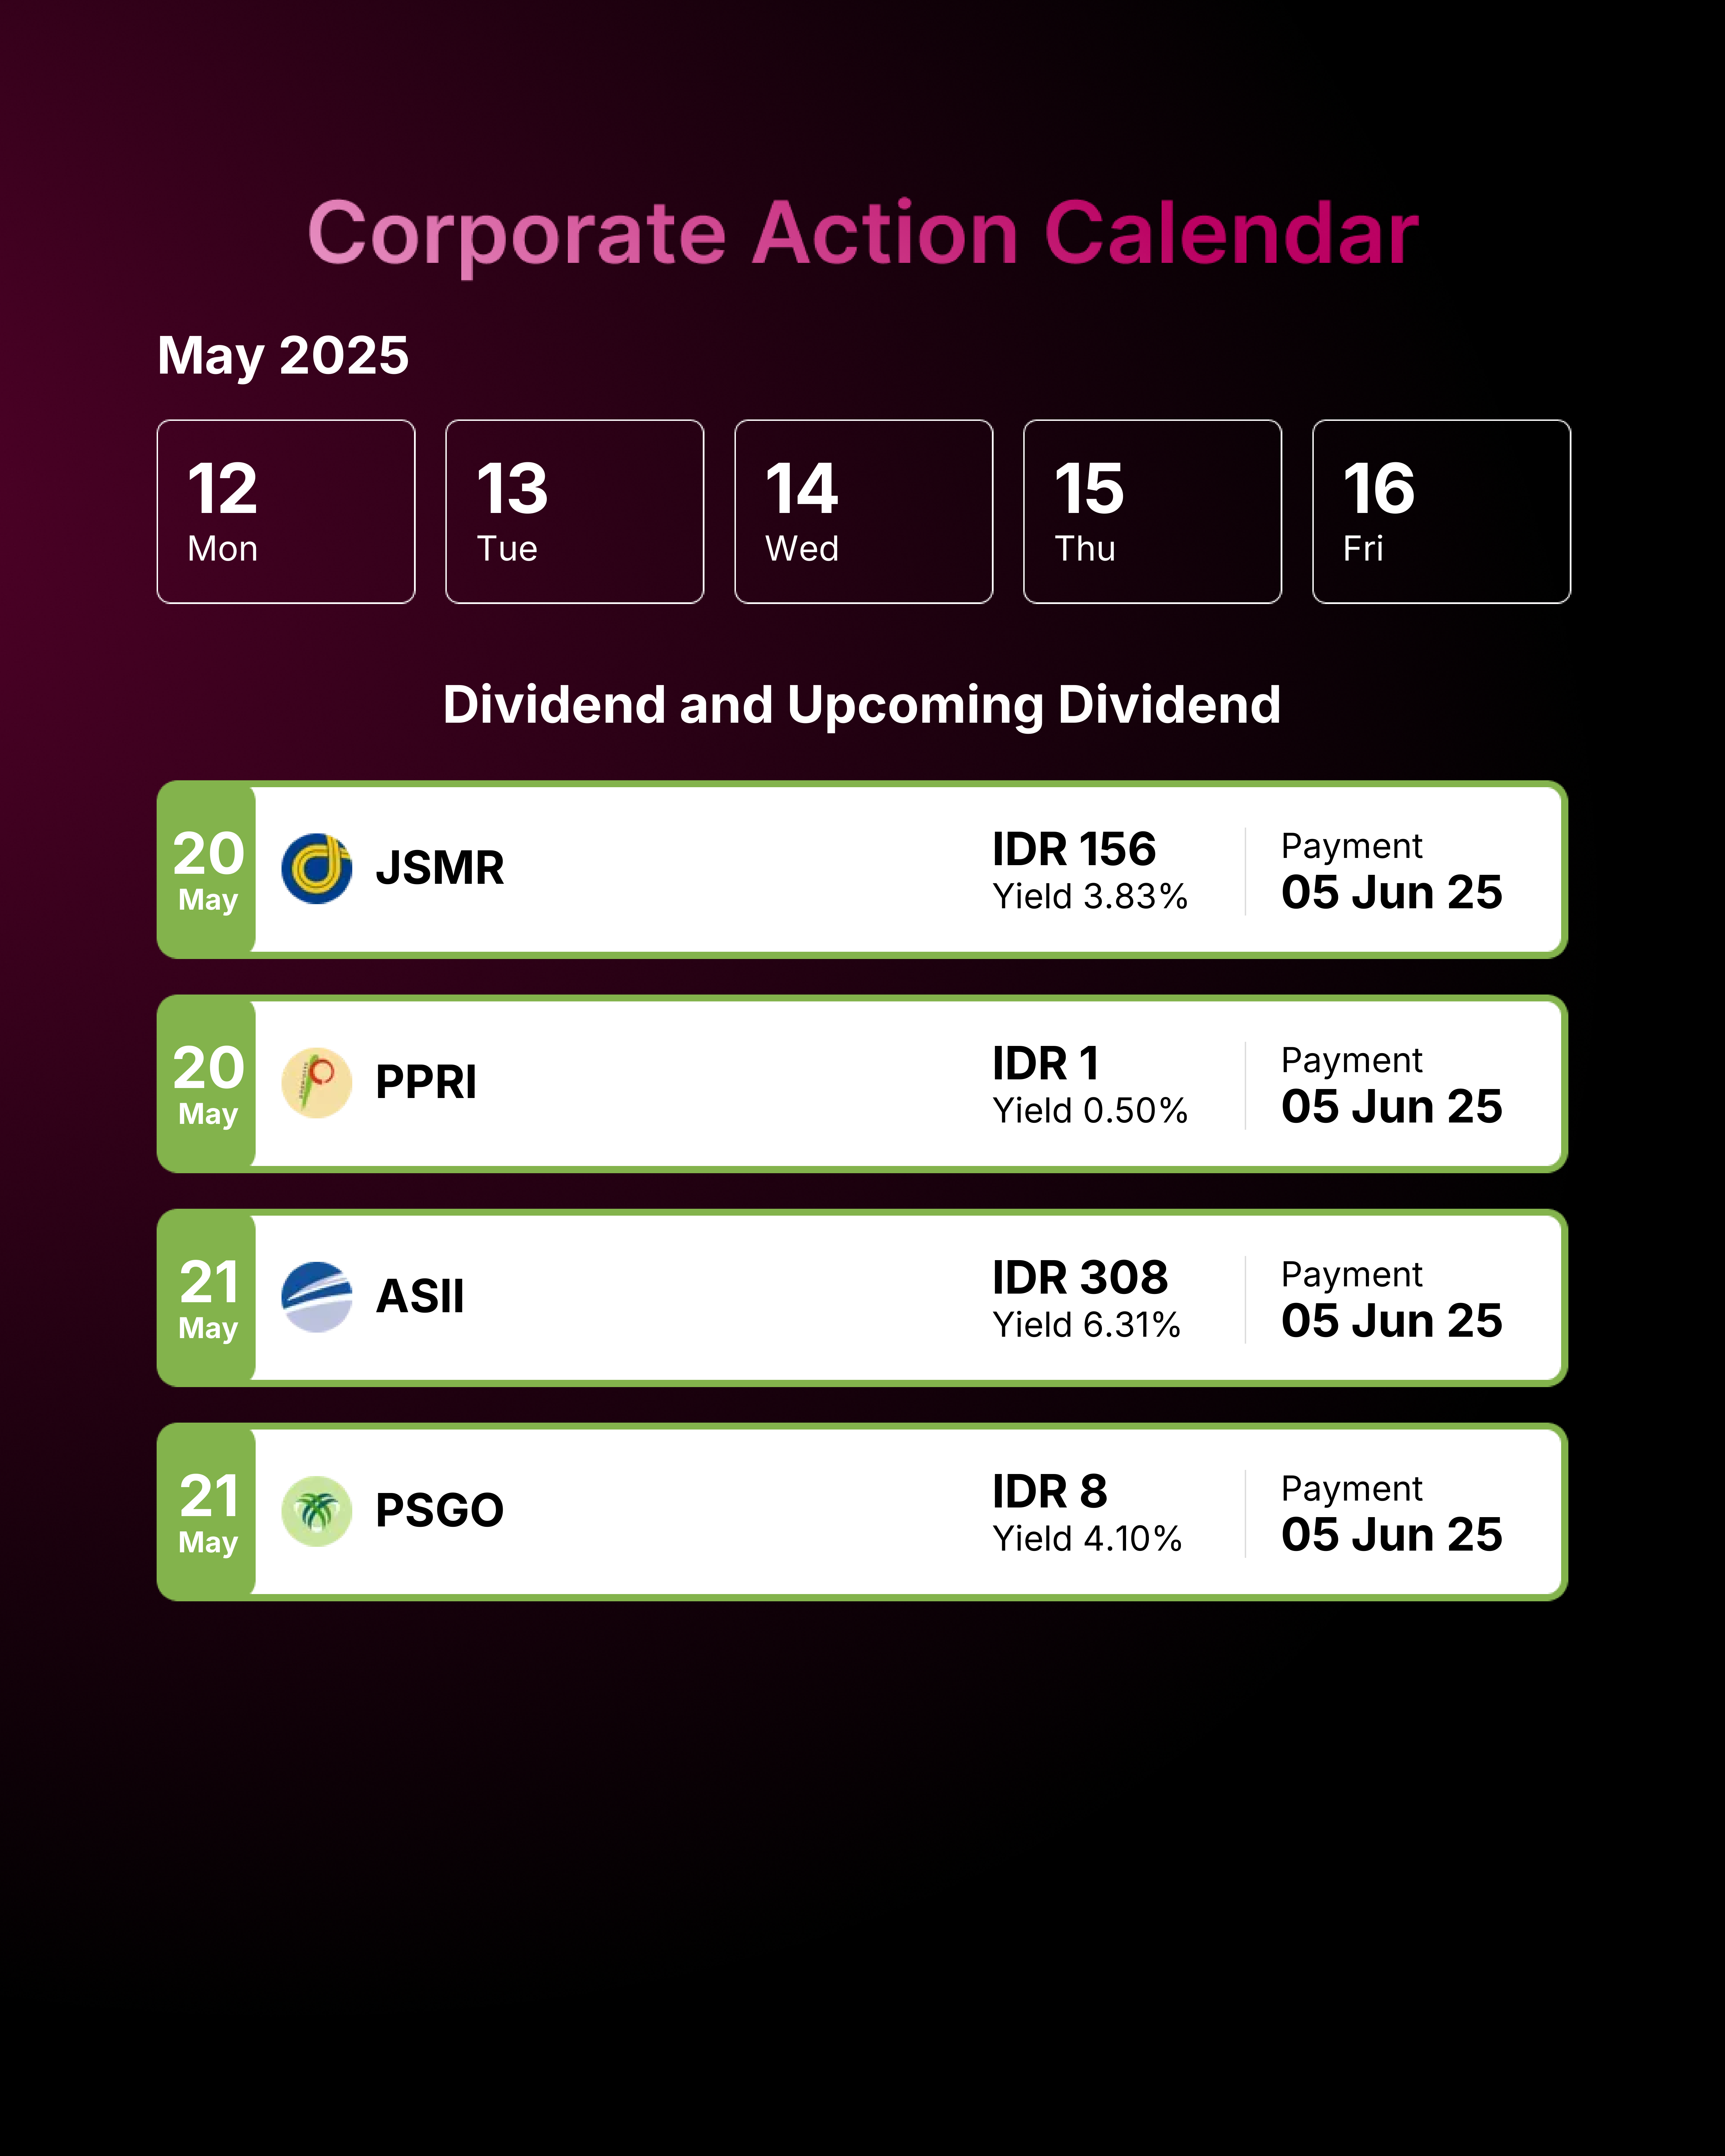 Corporate Action Calendar
May 2025
12
Mon
13
Tue
14
Wed
15
Thu
16
Fri
Dividend and Upcoming Dividend
20
May
JSMR
IDR 156
Yield 3.83%
Payment
05 Jun 25
20
May
PPRI
IDR 1
Yield 0.50%
Payment
05 Jun 25
21
May
ASII
IDR 308
Yield 6.31%
Payment
05 Jun 25
21
May
PSGO
IDR 8
Yield 4.10%
Payment
05 Jun 25